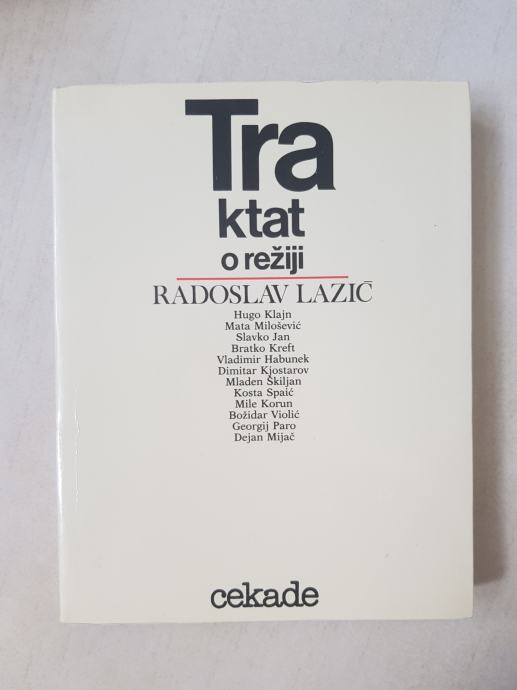 Tra
ktat
o režiji
RADOSLAV LAZIĆ
Hugo Klajn
Mata Milošević
Slavko Jan
Bratko Kreft
Vladimir Habunek
Dimitar Kjostarov
Mladen Škiljan
Kosta Spaić
Mile Korun
Božidar Violić
Georgij Paro
Dejan Mijač
cekade